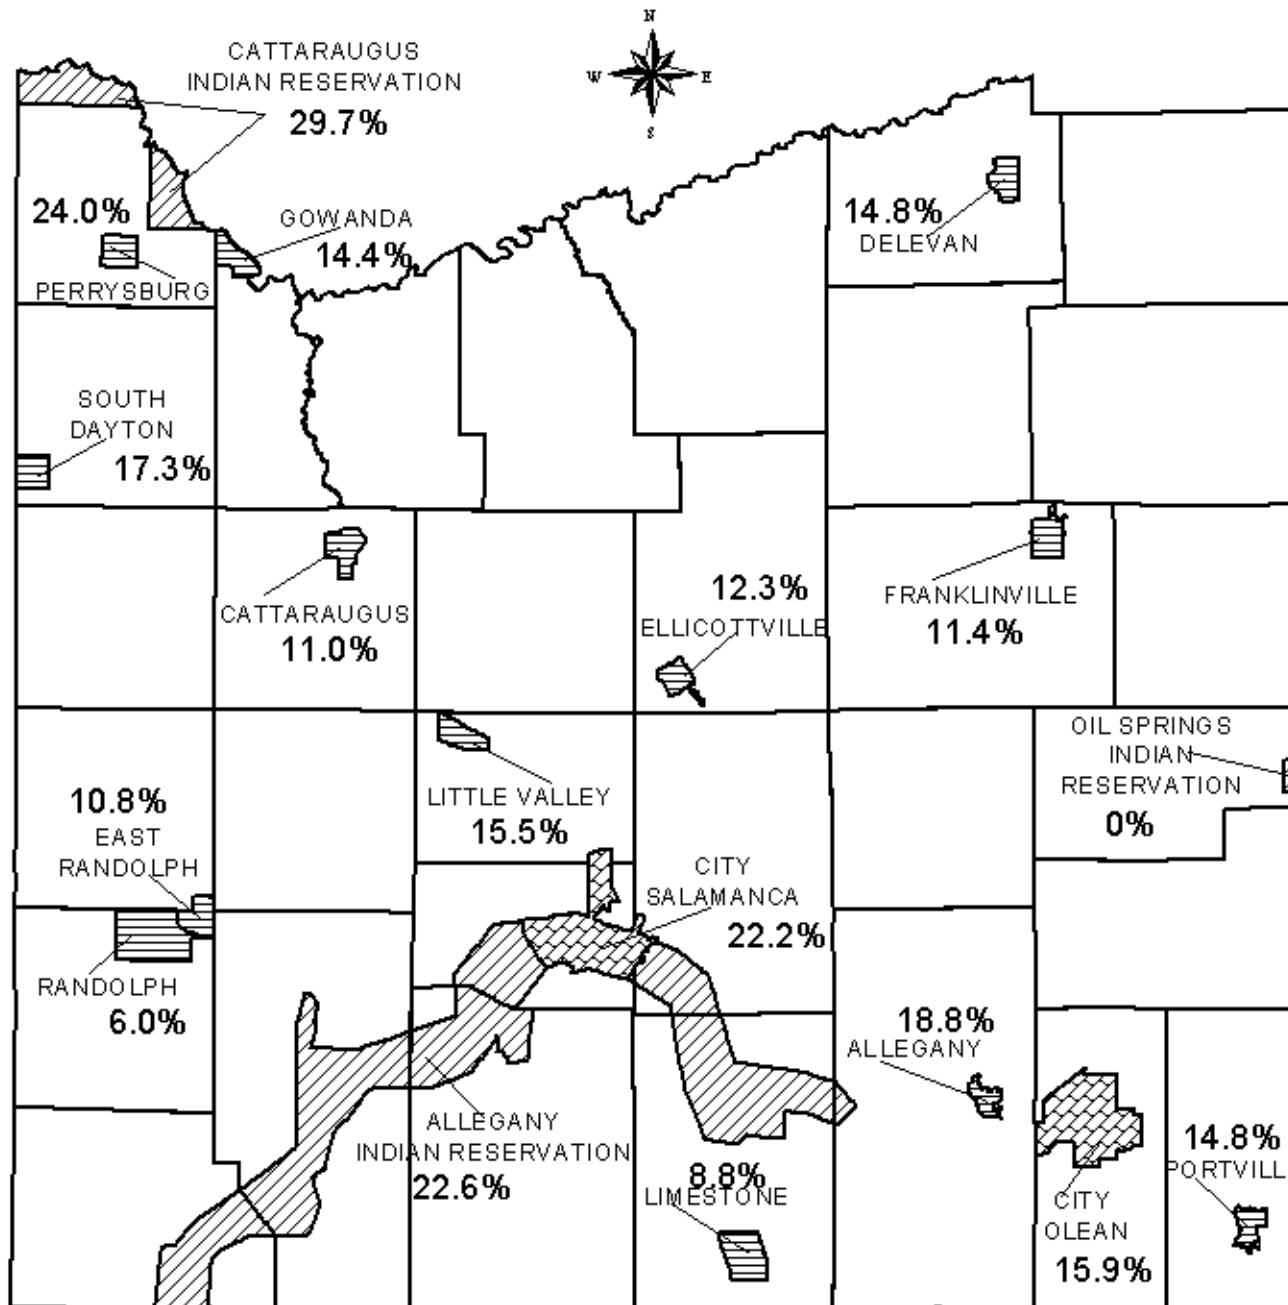 N
W E
S
CATTARAUGUS
INDIAN RESERVATION
29.7%
24.0%
PERRYSBURG
GOWANDA
14.4%
14.8%
DELEVAN
SOUTH
DAYTON
17.3%
CATTARAUGUS
11.0%
12.3%
ELLICOTTVILLE
FRANKLINVILLE
11.4%
OIL SPRINGS
INDIAN
RESERVATION
0%
LITTLE VALLEY
15.5%
10.8%
EAST
RANDOLPH
CITY
SALAMANCA
22.2%
RANDOLPH
6.0%
18.8%
ALLEGANY
ALLEGANY
INDIAN RESERVATION
22.6%
8.8%
LIMESTONE
14.8%
PORTVILL
CITY
OLEAN
15.9%